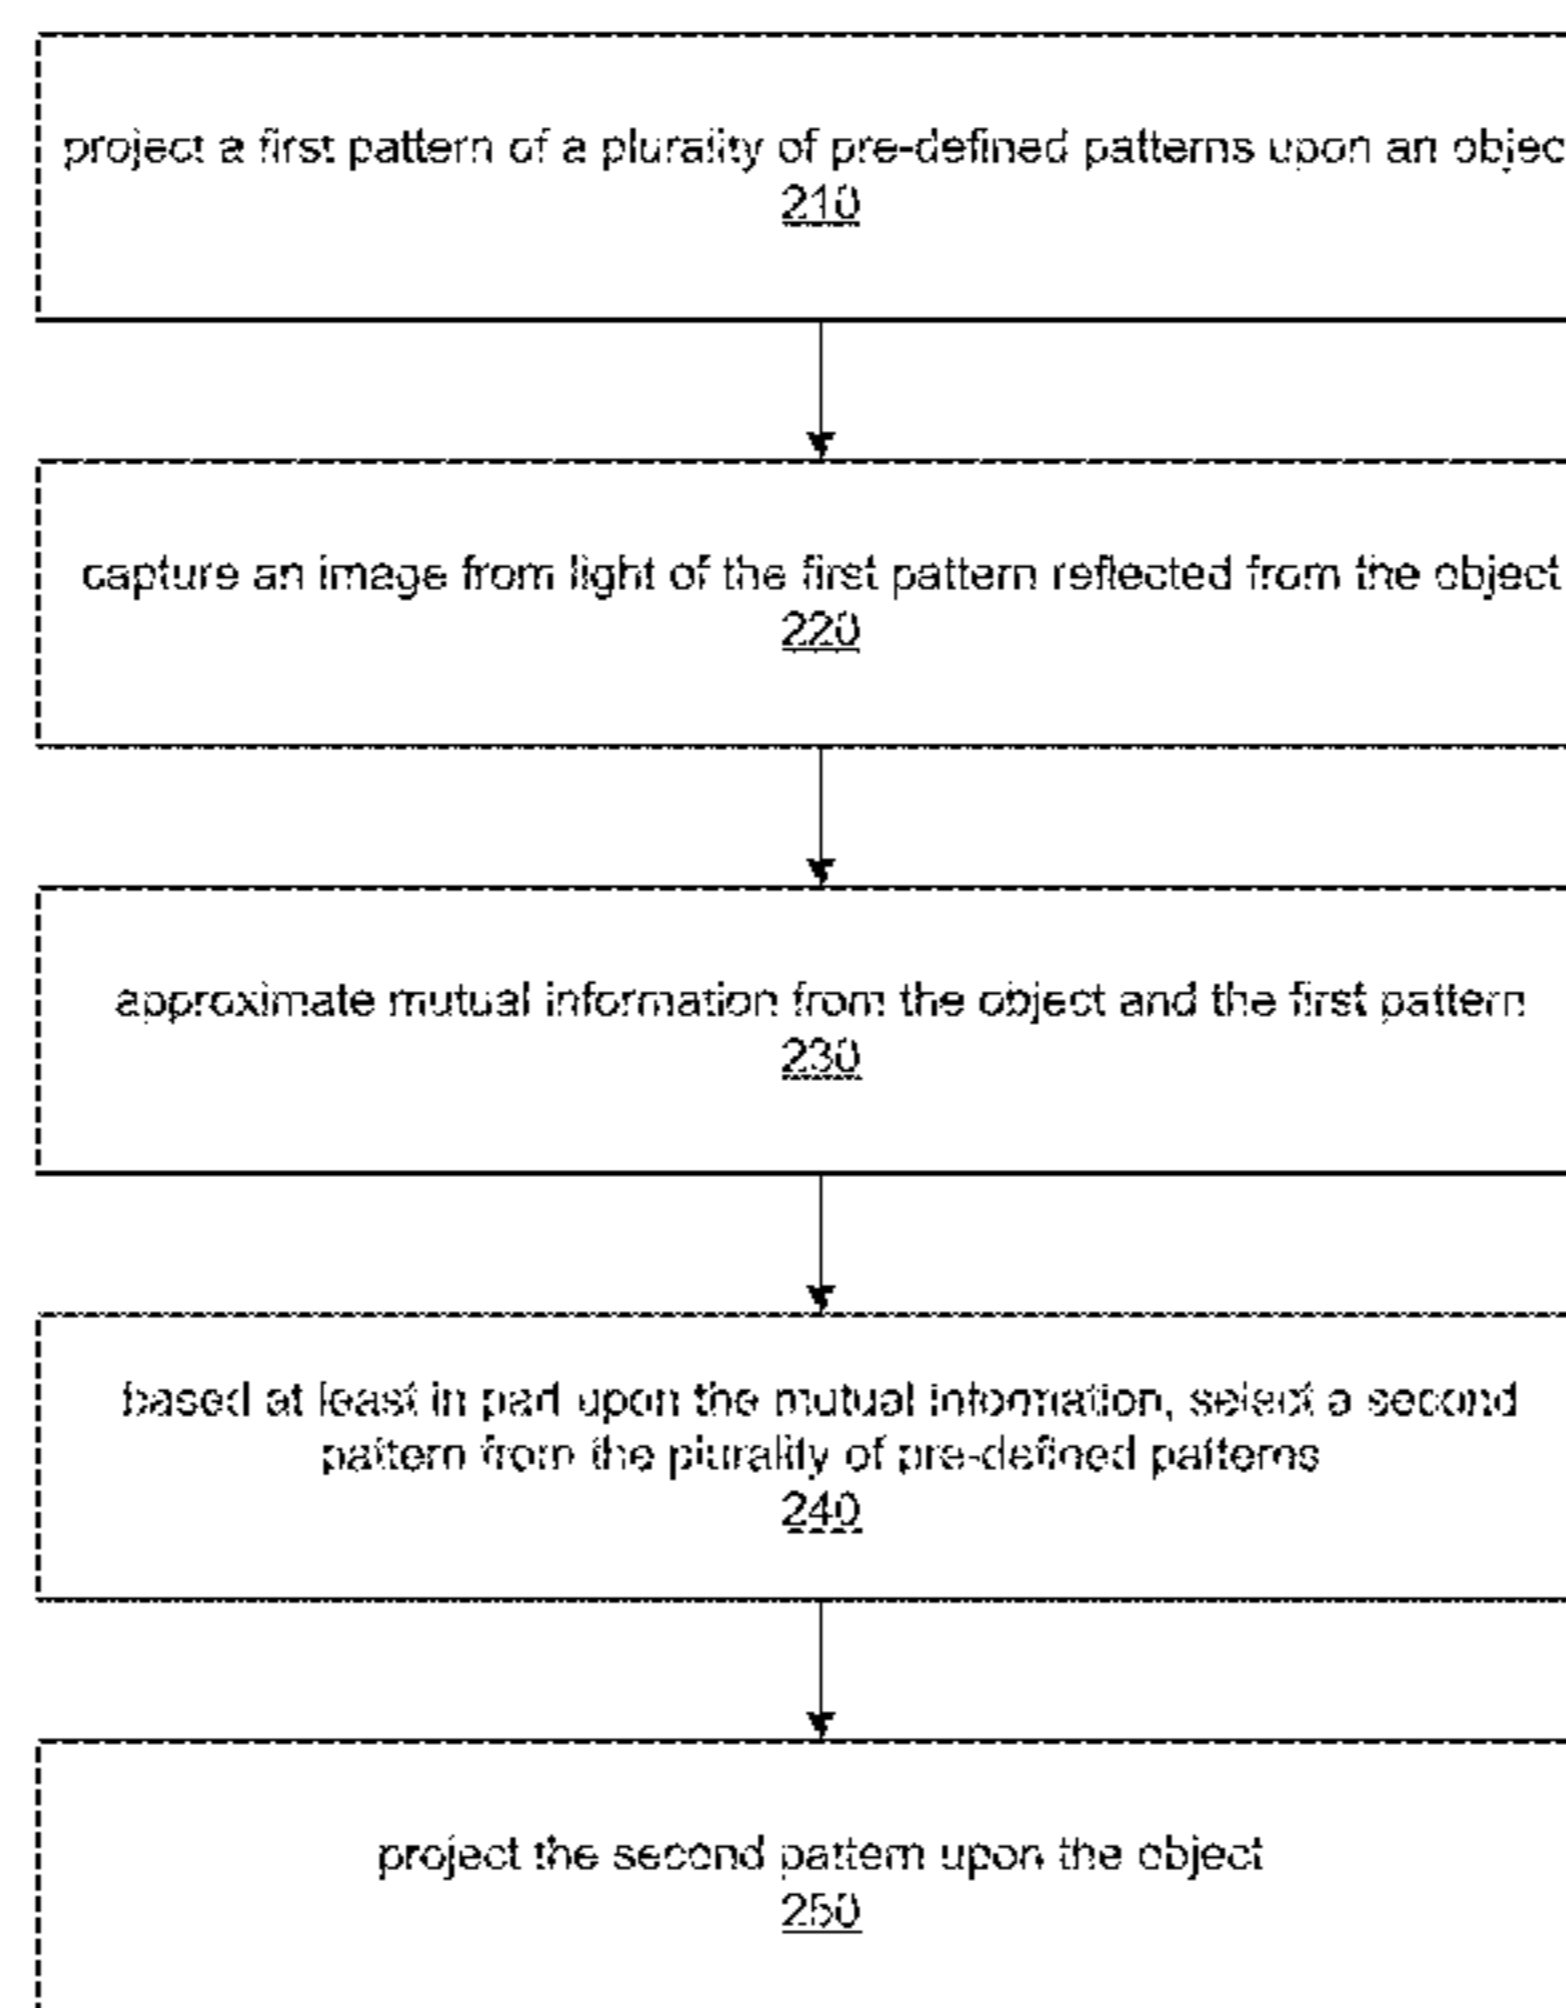 project a first pattern of a plurality of pre-defined patterns upon an objec
210
capture an image from light of the first pattern reflected from the object
220
approximate mutual information from the object and the first pattern
230
based at least in part upon the mutual information, select a second
pattern from the plurality of pre-defined patterns
240
project the second pattern upon the object
250